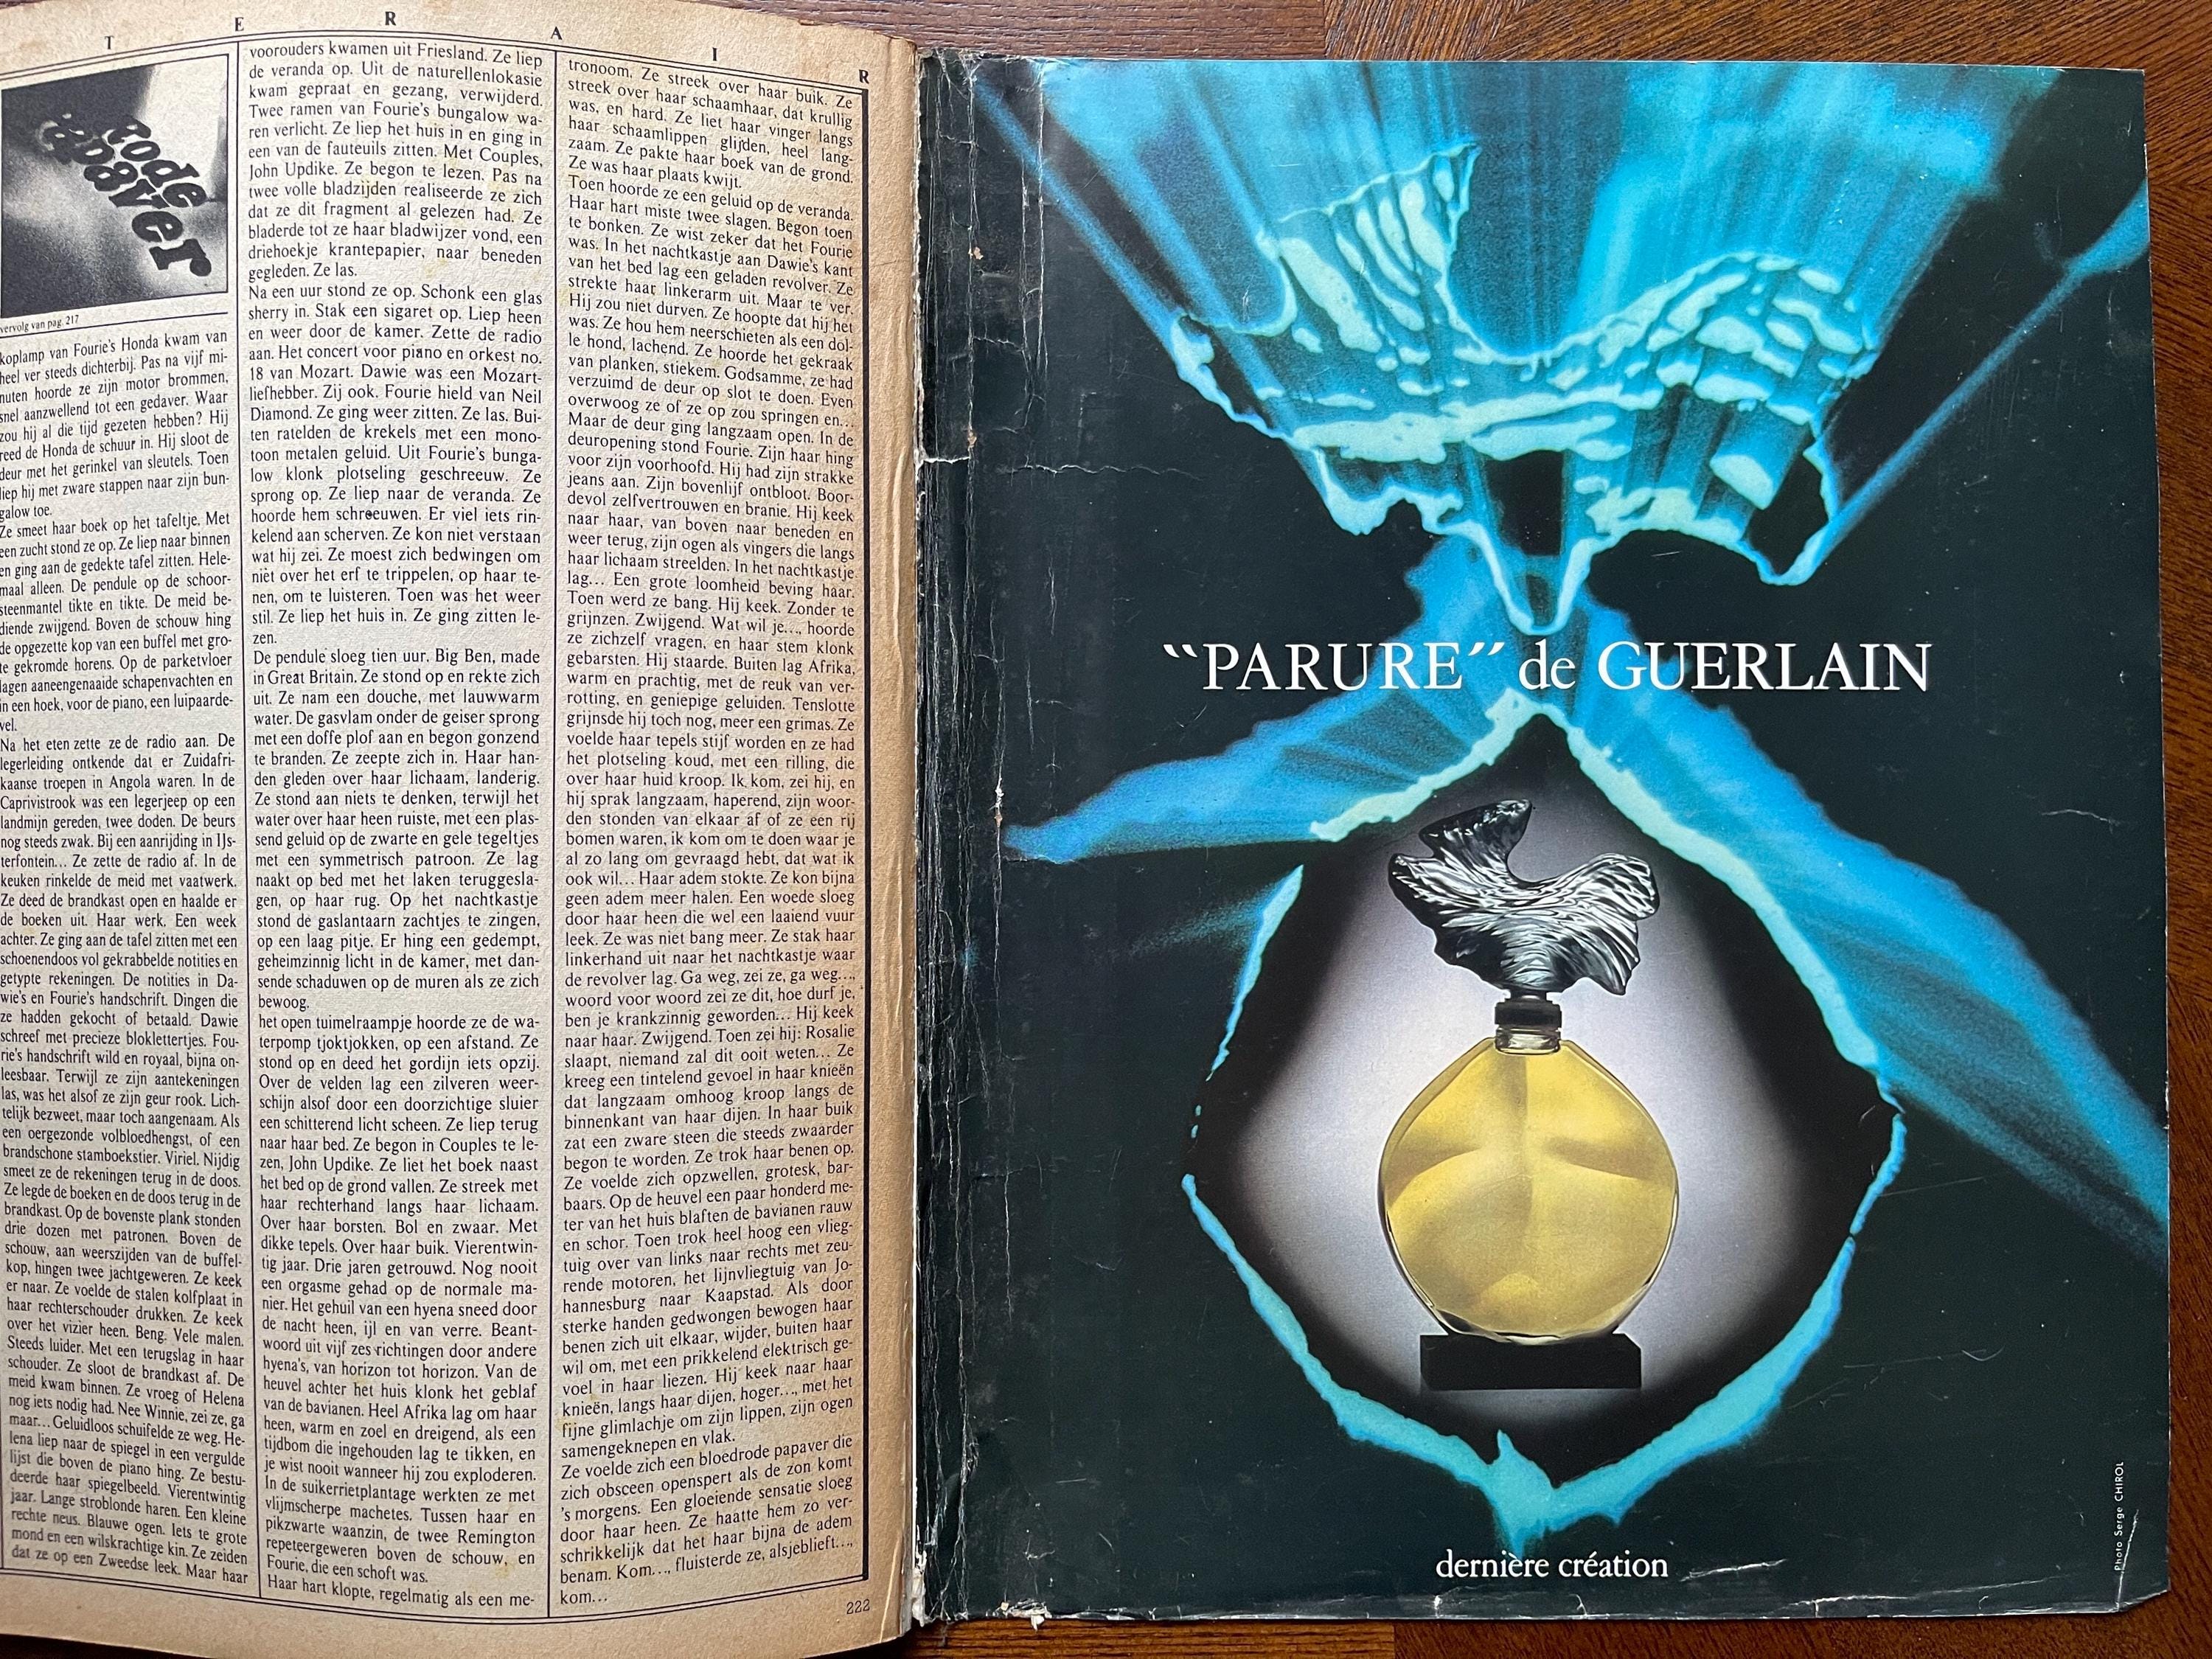 T E R A I R
rode
papaver
vervolg van pag. 217
koplamp van Fourie's Honda kwam van
heel ver steeds dichterbij. Pas na vijf mi-
nuten hoorde ze zijn motor brommen,
snel aanzwellend tot een gedaver. Waar
zou hij al die tijd gezeten hebben? Hij
reed de Honda de schuur in. Hij sloot de
deur met het gerinkel van sleutels. Toen
liep hij met zware stappen naar zijn bun-
galow toe.
Ze smeet haar boek op het tafeltje. Met
een zucht stond ze op. Ze liep naar binnen
en ging aan de gedekte tafel zitten. Hele-
maal alleen. De pendule op de schoor-
steenmantel tikte en tikte. De meid be-
diende zwijgend. Boven de schouw hing
de opgezette kop van een buffel met gro-
te gekromde horens. Op de parketvloer
lagen aaneengenaaide schapenvachten en
in een hoek, voor de piano, een luipaarde-
vel.
Na het eten zette ze de radio aan. De
legerleiding ontkende dat er Zuidafri-
kaanse troepen in Angola waren. In de
Caprivistrook was een legerjeep op een
landmijn gereden, twee doden. De beurs
nog steeds zwak. Bij een aanrijding in IJs-
terfontein... Ze zette de radio af. In de
keuken rinkelde de meid met vaatwerk.
Ze deed de brandkast open en haalde er
de boeken uit. Haar werk. Een week
achter. Ze ging aan de tafel zitten met een
schoenendoos vol gekrabbelde notities en
getypte rekeningen. De notities in Da-
wie's en Fourie's handschrift. Dingen die
ze hadden gekocht of betaald. Dawie
schreef met precieze blokletterjes. Fou-
rie's handschrift wild en royaal, bijna on-
leesbaar. Terwijl ze zijn aantekeningen
las, was het alsof ze zijn geur rook. Lich-
telijk bezweet, maar toch aangenaam. Als
een oergezonde volbloedhengst, of een
brandschone stamboekstier. Viriel. Nijdig
smeet ze de rekeningen terug in de doos.
Ze legde de boeken en de doos terug in de
brandkast. Op de bovenste plank stonden
drie dozen met patronen. Boven de
schouw, aan weerszijden van de buffel-
kop, hingen twee jachtgeweren. Ze keek
er naar. Ze voelde de stalen kolfplaat in
haar rechterschouder drukken. Ze keek
over het vizier heen. Beng. Vele malen.
Steeds luider. Met een terugslag in haar
schouder. Ze sloot de brandkast af. De
meid kwam binnen. Ze vroeg of Helena
nog iets nodig had. Nee Winnie, zei ze, ga
maar... Geluidloos schuifelde ze weg. He-
lena liep naar de spiegel in een vergulde
lijst die boven de piano hing. Ze bestu-
deerde haar spiegelbeeld. Vierentwintig
jaar. Lange stroblonde haren. Een kleine
rechte neus. Blauwe ogen. Iets te grote
mond en een wilskrachtige kin. Ze zeiden
dat ze op een Zweedse leek. Maar haar
voorouders kwamen uit Friesland. Ze liep
de veranda op. Uit de naturellenlokasie
kwam gepraat en gezang, verwijderd.
Twee ramen van Fourie's bungalow wa-
ren verlicht. Ze liep het huis in en ging in
een van de fauteuils zitten. Met Couples,
John Updike. Ze begon te lezen. Pas na
twee volle bladzijden realiseerde ze zich
dat ze dit fragment al gelezen had. Ze
bladerde tot ze haar bladwijzer vond, een
driehoekje krantepapier, naar beneden
gegleden. Ze las.
Na een uur stond ze op. Schonk een glas
sherry in. Stak een sigaret op. Liep heen
en weer door de kamer. Zette de radio
aan. Het concert voor piano en orkest no.
18 van Mozart. Dawie was een Mozart-
liefhebber. Zij ook. Fourie hield van Neil
Diamond. Ze ging weer zitten. Ze las. Bui-
ten ratelden de krekels met een mono-
toon metalen geluid. Uit Fourie's bunga-
low klonk plotseling geschreeuw. Ze
sprong op. Ze liep naar de veranda. Ze
hoorde hem schreeuwen. Er viel iets rin-
kelend aan scherven. Ze kon niet verstaan
wat hij zei. Ze moest zich bedwingen om
niet over het erf te trippelen, op haar te-
nen, om te luisteren. Toen was het weer
stil. Ze liep het huis in. Ze ging zitten le-
zen.
De pendule sloeg tien uur. Big Ben, made
in Great Britain. Ze stond op en rekte zich
uit. Ze nam een douche, met lauwwarm
water. De gasvlam onder de geiser sprong
met een doffe plof aan en begon gonzend
te branden. Ze zeepte zich in. Haar han-
den gleden over haar lichaam, landerig.
Ze stond aan niets te denken, terwijl het
water over haar heen ruiste, met een plas-
send geluid op de zwarte en gele tegeltjes
met een symmetrisch patroon. Ze lag
naakt op bed met het laken teruggesla-
gen, op haar rug. Op het nachtkastje
stond de gaslantaarn zachtjes te zingen,
op een laag pitje. Er hing een gedempt,
geheimzinnig licht in de kamer, met dan-
sende schaduwen op de muren als ze zich
bewoog.
het open tuimelraampje hoorde ze de wa-
terpomp tjoktjokken, op een afstand. Ze
stond op en deed het gordijn iets opzij.
Over de velden lag een zilveren weer-
schijn alsof door een doorzichtige sluier
een schitterend licht scheen. Ze liep terug
naar haar bed. Ze begon in Couples te le-
zen, John Updike. Ze liet het boek naast
het bed op de grond vallen. Ze streek met
haar rechterhand langs haar lichaam.
Over haar borsten. Bol en zwaar. Met
dikke tepels. Over haar buik. Vierentwin-
tig jaar. Drie jaren getrouwd. Nog nooit
een orgasme gehad op de normale ma-
nier. Het gehuil van een hyena sneed door
de nacht heen, ijl en van verre. Beant-
woord uit vijf zes richtingen door andere
hyena's, van horizon tot horizon. Van de
heuvel achter het huis klonk het geblaf
van de bavianen. Heel Afrika lag om haar
heen, warm en zoel en dreigend, als een
tijdbom die ingehouden lag te tikken, en
je wist nooit wanneer hij zou exploderen.
In de suikerrietplantage werkten ze met
vlijmscherpe machetes. Tussen haar en
pikzwarte waanzin, de twee Remington
repeteergeweren boven de schouw, en
Fourie, die een schoft was.
Haar hart klopte, regelmatig als een me-
tronoom. Ze streek over haar buik. Ze
streek over haar schaamhaar, dat krullig
was, en hard. Ze liet haar vinger langs
haar schaamlippen glijden, heel lang-
zaam. Ze pakte haar boek van de grond.
Ze was haar plaats kwijt.
Toen hoorde ze een geluid op de veranda.
Haar hart miste twee slagen. Begon toen
te bonken. Ze wist zeker dat het Fourie
was. In het nachtkastje aan Dawie's kant
van het bed lag een geladen revolver. Ze
strekte haar linkerarm uit. Maar te ver.
Hij zou niet durven. Ze hoopte dat hij het
was. Ze hou hem neerschieten als een dol-
le hond, lachend. Ze hoorde het gekraak
van planken, stiekem. Godsamme, ze had
verzuimd de deur op slot te doen. Even
overwoog ze of ze op zou springen en...
Maar de deur ging langzaam open. In de
deuropening stond Fourie. Zijn haar hing
voor zijn voorhoofd. Hij had zijn strakke
jeans aan. Zijn bovenlijf ontbloot. Boor-
devol zelfvertrouwen en branie. Hij keek
naar haar, van boven naar beneden en
weer terug, zijn ogen als vingers die langs
haar lichaam streelden. In het nachtkastje
lag... Een grote loomheid beving haar.
Toen werd ze bang. Hij keek. Zonder te
grijnzen. Zwijgend. Wat wil je..., hoorde
ze zichzelf vragen, en haar stem klonk
gebarsten. Hij staarde. Buiten lag Afrika,
warm en prachtig, met de reuk van ver-
rotting, en geniepige geluiden. Tenslotte
grijnsde hij toch nog, meer een grimas. Ze
voelde haar tepels stijf worden en ze had
het plotseling koud, met een rilling, die
over haar huid kroop. Ik kom, zei hij, en
hij sprak langzaam, haperend, zijn woor-
den stonden van elkaar af of ze een rij
bomen waren, ik kom om te doen waar je
al zo lang om gevraagd hebt, dat wat ik
ook wil... Haar adem stokte. Ze kon bijna
geen adem meer halen. Een woede sloeg
door haar heen die wel een laaiend vuur
leek. Ze was niet bang meer. Ze stak haar
linkerhand uit naar het nachtkastje waar
de revolver lag. Ga weg, zei ze, ga weg...,
woord voor woord zei ze dit, hoe durf je,
ben je krankzinnig geworden... Hij keek
naar haar. Zwijgend. Toen zei hij: Rosalie
slaapt, niemand zal dit ooit weten... Ze
kreeg een tintelend gevoel in haar knieën
dat langzaam omhoog kroop langs de
binnenkant van haar dijen. In haar buik
zat een zware steen die steeds zwaarder
begon te worden. Ze trok haar benen op.
Ze voelde zich opzwellen, grotesk, bar-
baars. Op de heuvel een paar honderd me-
ter van het huis blaften de bavianen rauw
en schor. Toen trok heel hoog een vlieg-
tuig over van links naar rechts met zeu-
rende motoren, het lijnvliegtuig van Jo-
hannesburg naar Kaapstad. Als door
sterke handen gedwongen bewogen haar
benen zich uit elkaar, wijder, buiten haar
wil om, met een prikkelend elektrisch ge-
voel in haar liezen. Hij keek naar haar
knieën, langs haar dijen, hoger..., met het
fijne glimlachje om zijn lippen, zijn ogen
samengeknepen en vlak.
Ze voelde zich een bloedrode papaver die
zich obsceen openspert als de zon komt
's morgens. Een gloeiende sensatie sloeg
door haar heen. Ze haatte hem zo ver-
schrikkelijk dat het haar bijna de adem
benam. Kom..., fluisterde ze, alsjeblieft...,
kom...
222
“PARURE” de GUERLAIN
dernière création
Photo Serge CHIROL